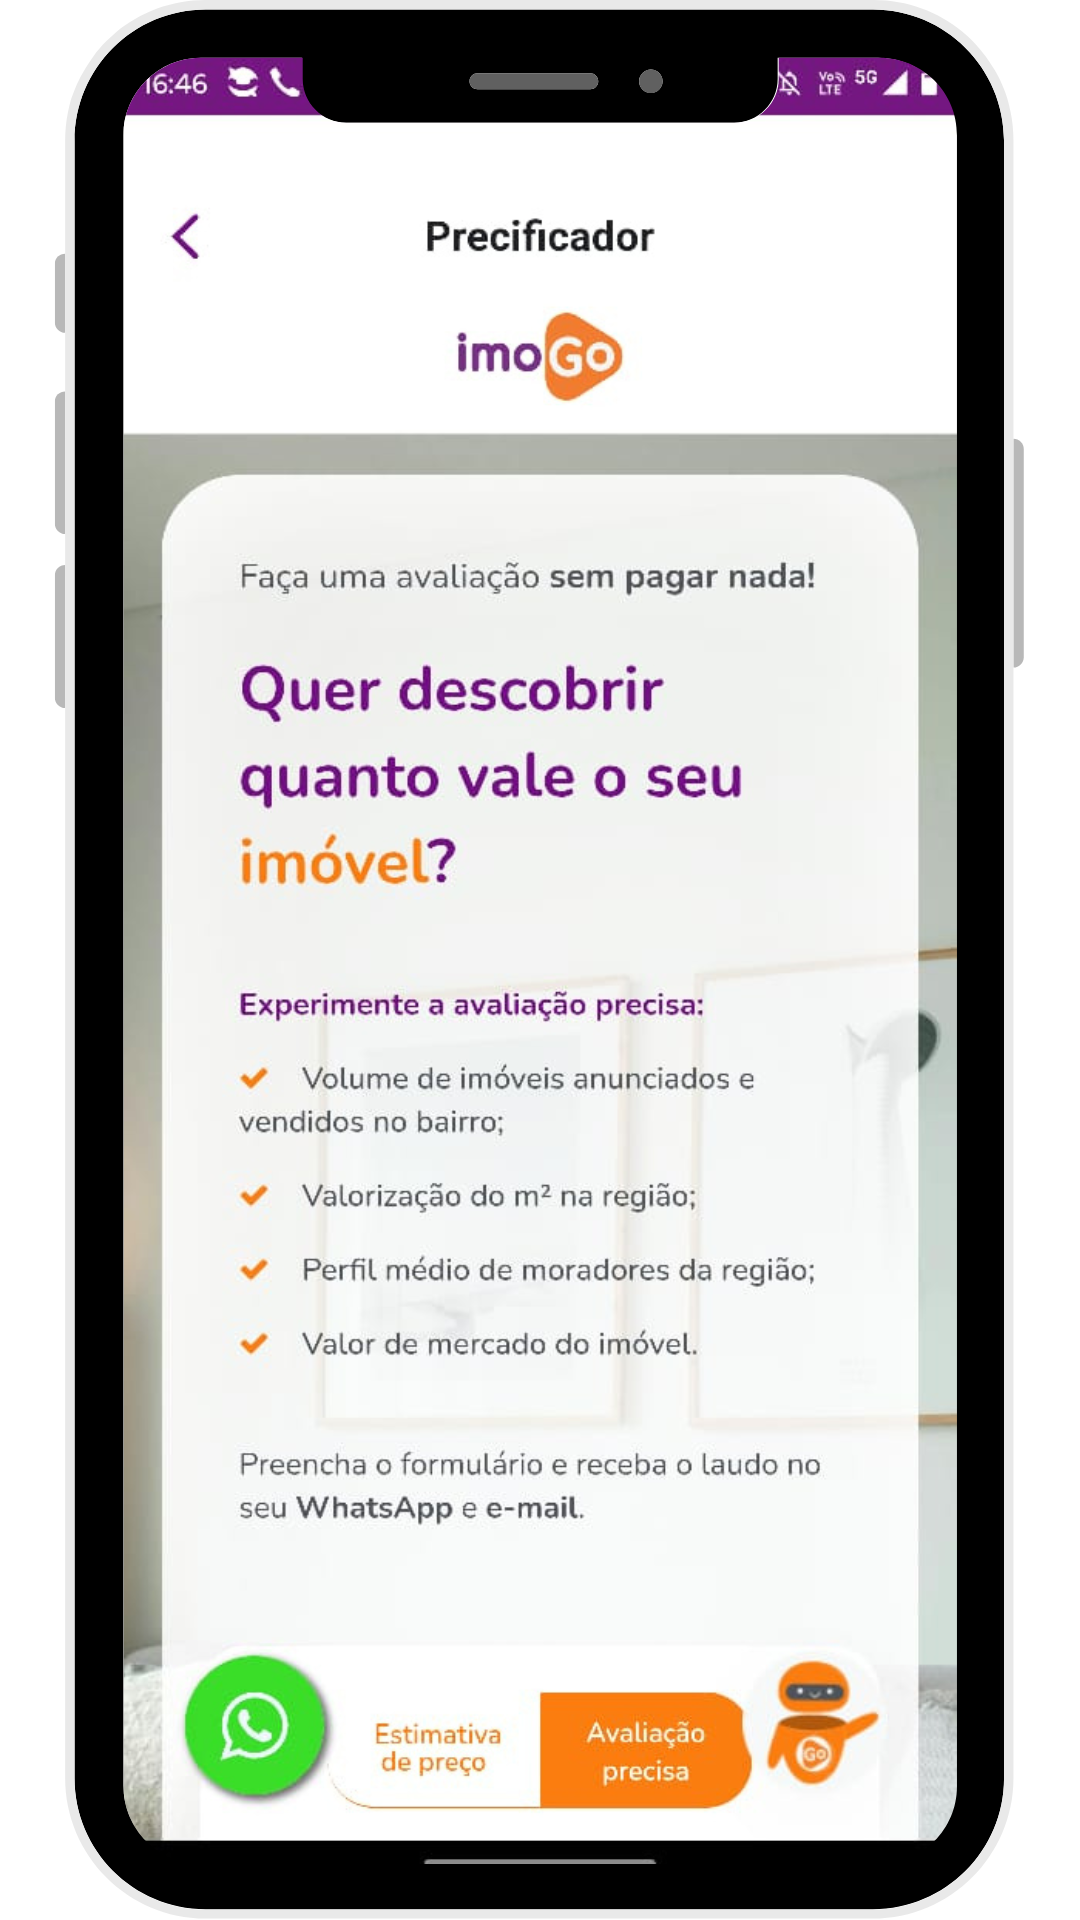 16:46
Vo LTE 5G
Precificador
imoGo
Faça uma avaliação sem pagar nada!
Quer descobrir
quanto vale o seu
imóvel?
Experimente a avaliação precisa:
Volume de imóveis anunciados e
vendidos no bairro;
Valorização do m² na região;
Perfil médio de moradores da região;
Valor de mercado do imóvel.
Preencha o formulário e receba o laudo no
seu WhatsApp e e-mail.
Estimativa
de preço
Avaliação
precisa
Go